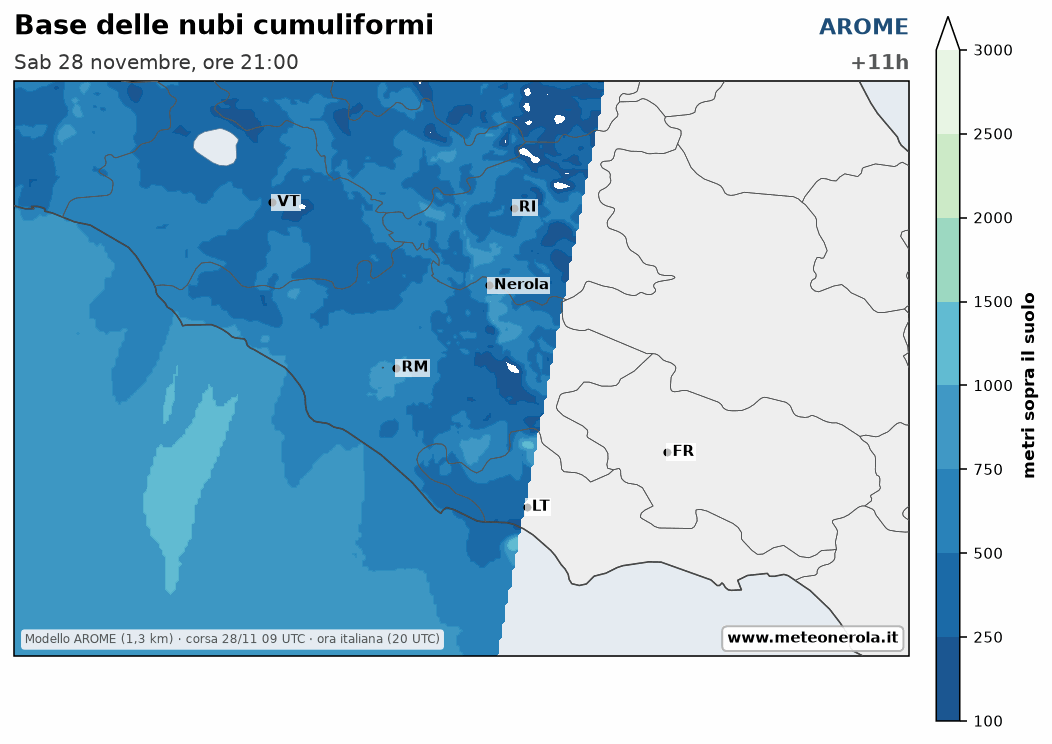 Base delle nubi cumuliformi
AROME
Sab 28 novembre, ore 21:00
+11h
VT
RI
Nerola
RM
FR
LT
3000
2500
2000
1500
1000
750
500
250
100
metri sopra il suolo
Modello AROME (1,3 km) · corsa 28/11 09 UTC · ora italiana (20 UTC)
www.meteonerola.it